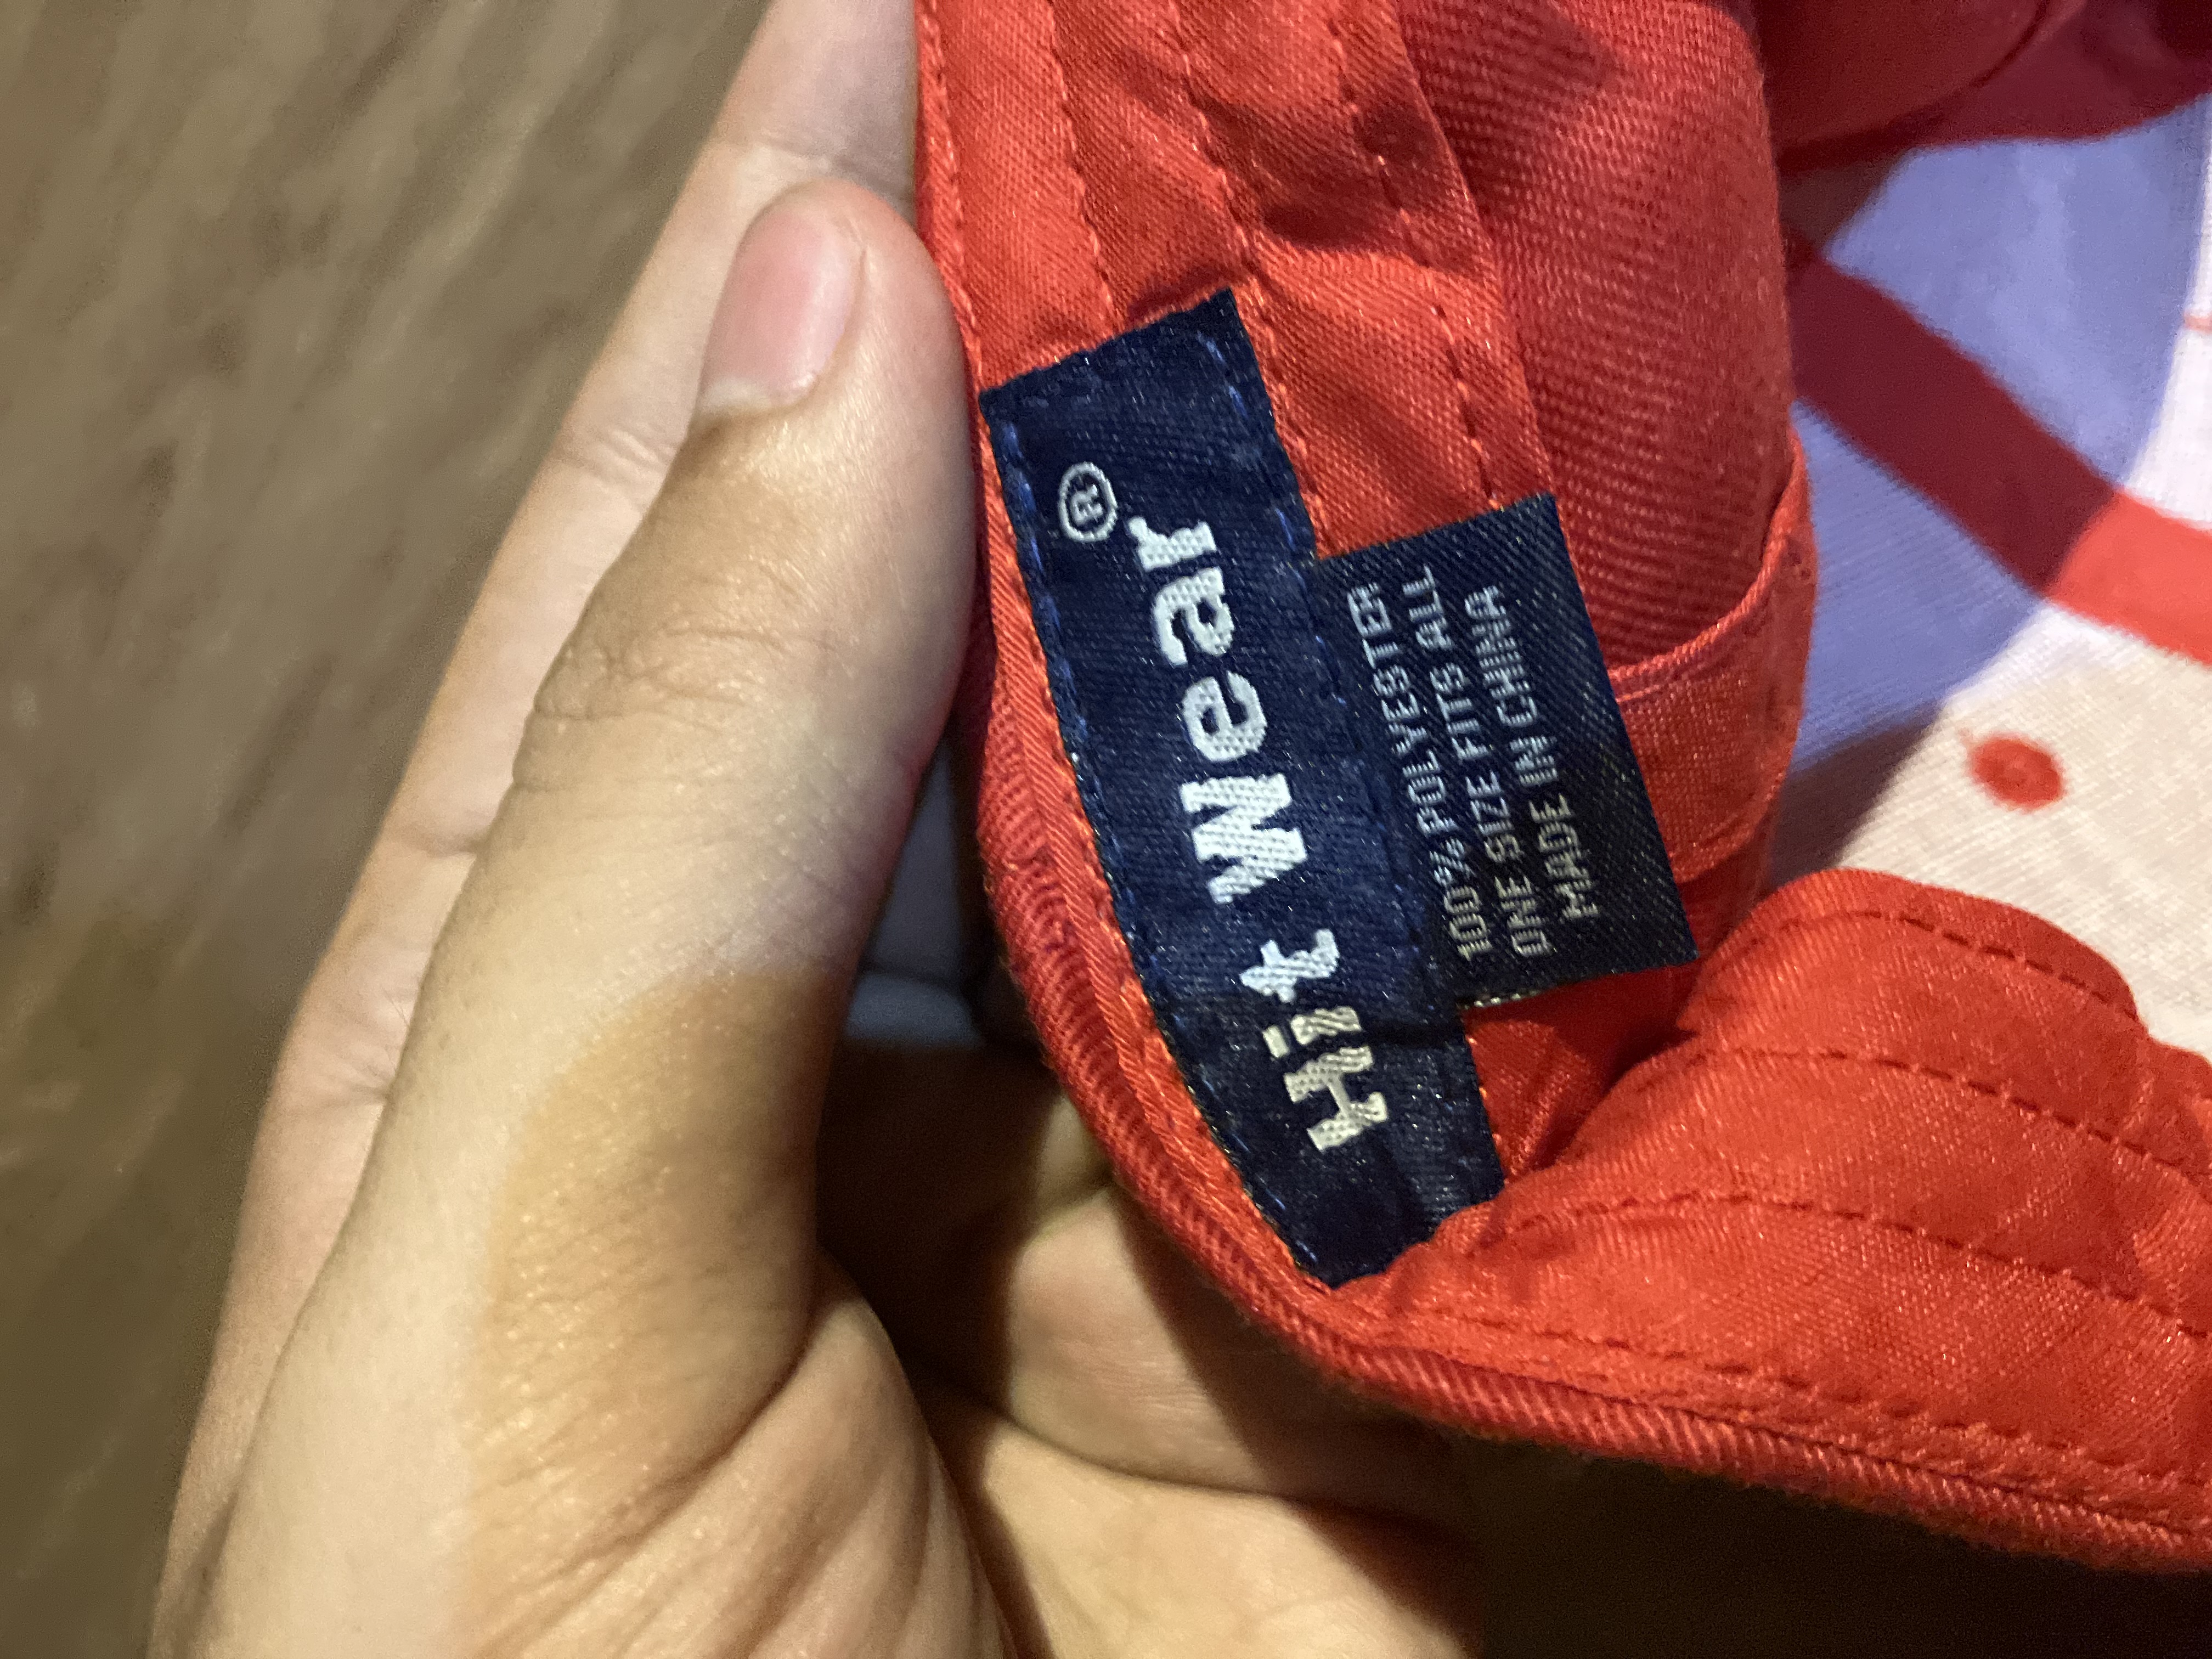 Hit Wear ®
100% POLYESTER
ONE SIZE FITS ALL
MADE IN CHINA